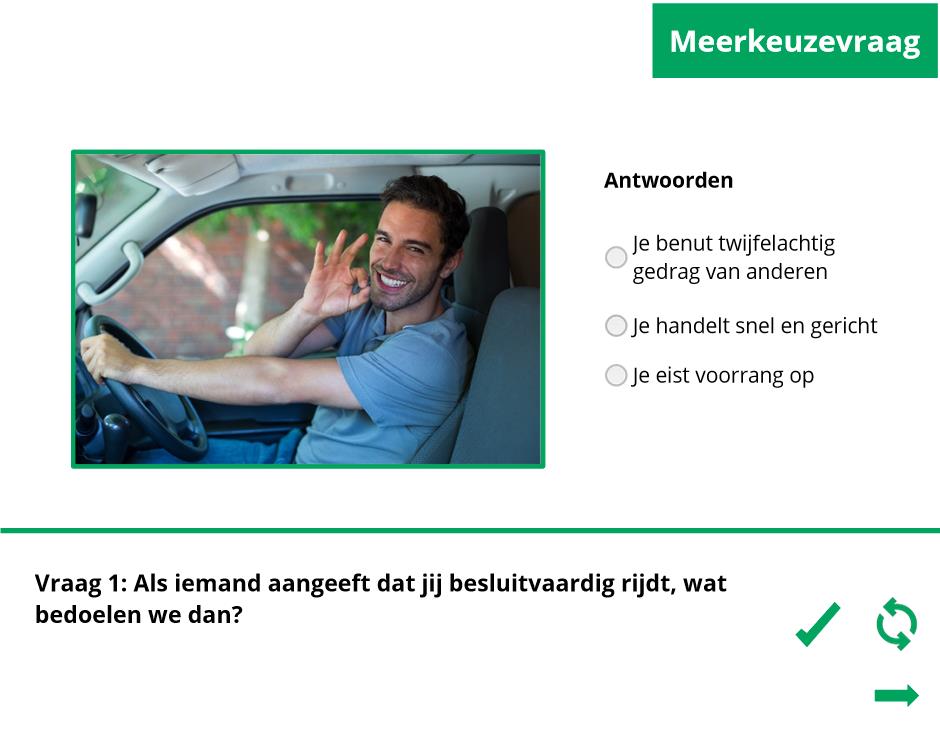 Meerkeuzevraag
Antwoorden
Je benut twijfelachtig
gedrag van anderen
Je handelt snel en gericht
Je eist voorrang op
Vraag 1: Als iemand aangeeft dat jij besluitvaardig rijdt, wat
bedoelen we dan?